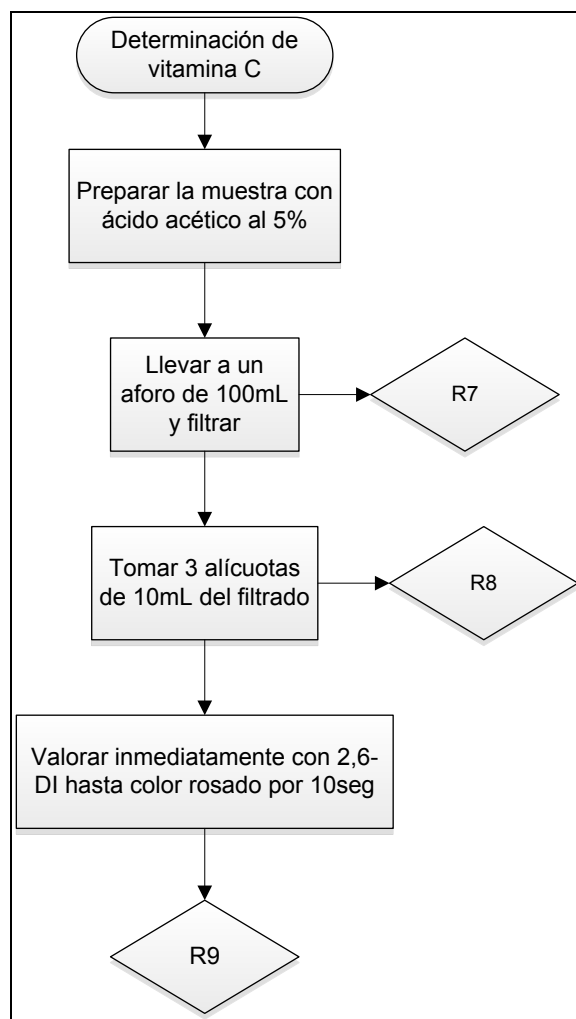 Determinación de
vitamina C
Preparar la muestra con
ácido acético al 5%
Llevar a un
aforo de 100mL
y filtrar
R7
Tomar 3 alícuotas
de 10mL del filtrado
R8
Valorar inmediatamente con 2,6-
DI hasta color rosado por 10seg
R9